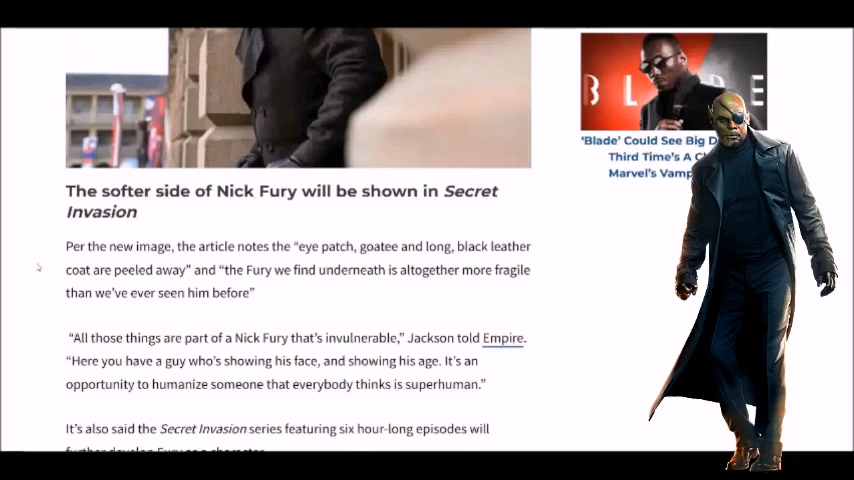 BLADE
'Blade' Could See Big
Third Time's A
Marvel's
The softer side of Nick Fury will be shown in Secret
Invasion
Per the new image, the article notes the “eye patch, goatee and long, black leather
coat are peeled away” and “the Fury we find underneath is altogether more fragile
than we’ve ever seen him before”
“All those things are part of a Nick Fury that’s invulnerable,” Jackson told Empire.
“Here you have a guy who’s showing his face, and showing his age. It’s an
opportunity to humanize someone that everybody thinks is superhuman.”
It’s also said the Secret Invasion series featuring six hour-long episodes will